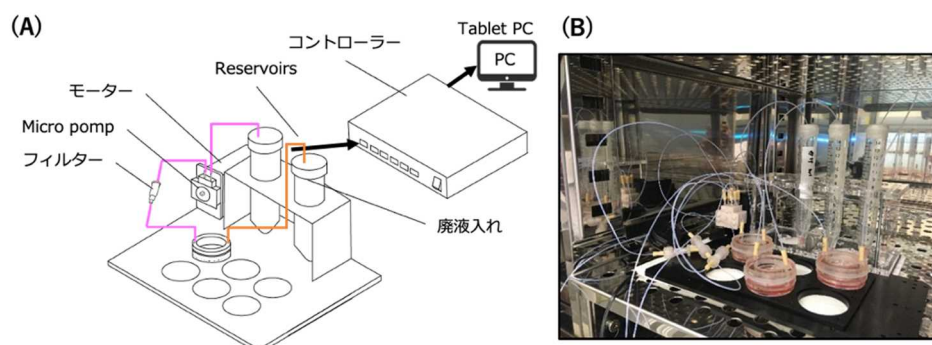 (A)
コントローラー
Tablet PC
PC
Reservoirs
モーター
Micro pomp
フィルター
廃液入れ
(B)